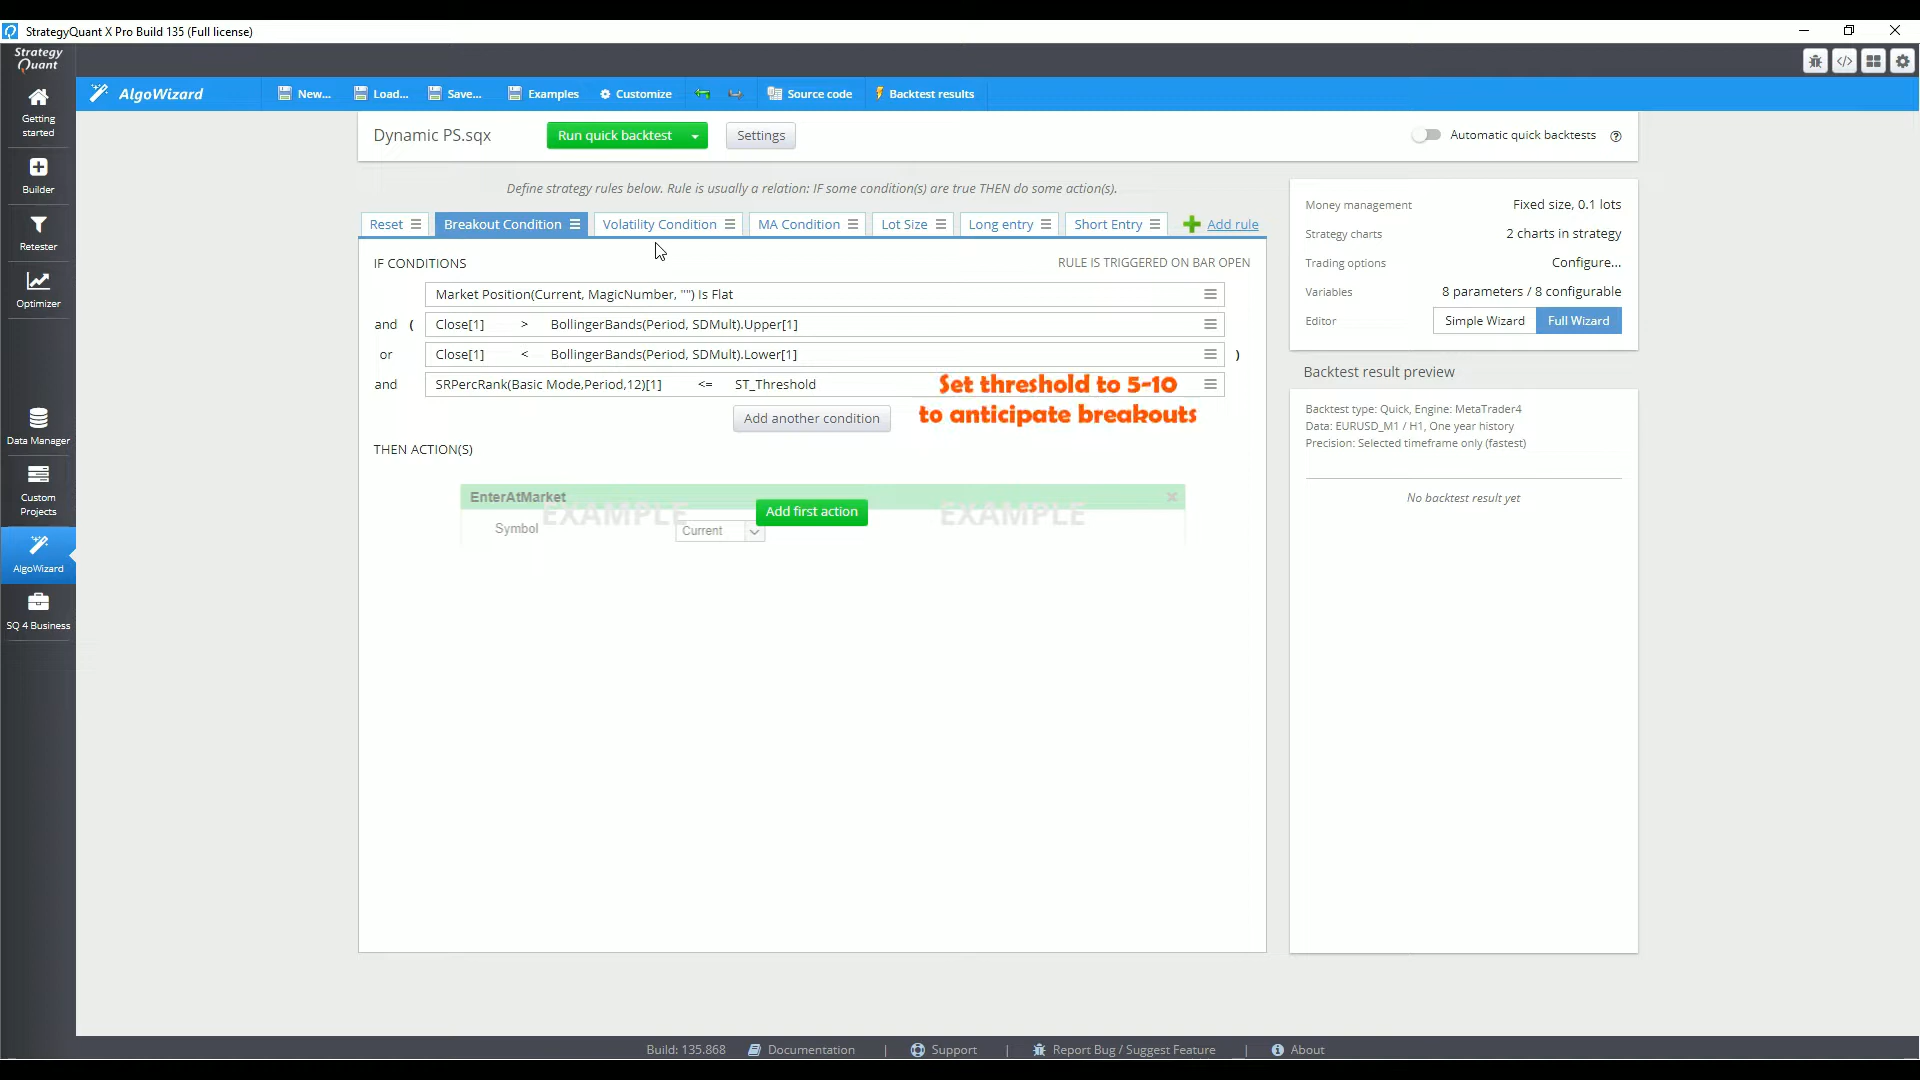 StrategyQuant X Pro Build 135 (Full license)
Strategy
Quant
AlgoWizard
New...
Load...
Save...
Examples
Customize
Source code
Backtest results
Getting
started
Builder
Retester
Optimizer
Data Manager
Custom
Projects
AlgoWizard
SQ 4 Business
Dynamic PS.sqx
Run quick backtest
Settings
Automatic quick backtests
Define strategy rules below. Rule is usually a relation: IF some condition(s) are true THEN do some action(s).
Reset
Breakout Condition
Volatility Condition
MA Condition
Lot Size
Long entry
Short Entry
Add rule
IF CONDITIONS
RULE IS TRIGGERED ON BAR OPEN
Market Position(Current, MagicNumber, "") Is Flat
and ( Close[1] > BollingerBands(Period, SDMult).Upper[1]
or Close[1] < BollingerBands(Period, SDMult).Lower[1] )
and SRPercRank(Basic Mode,Period,12)[1] <= ST_Threshold
Set threshold to 5-10
to anticipate breakouts
Add another condition
THEN ACTION(S)
EnterAtMarket
EXAMPLE
Add first action
EXAMPLE
Symbol
Current
Money management Fixed size, 0.1 lots
Strategy charts 2 charts in strategy
Trading options Configure...
Variables 8 parameters / 8 configurable
Editor Simple Wizard Full Wizard
Backtest result preview
Backtest type: Quick, Engine: MetaTrader4
Data: EURUSD_M1 / H1, One year history
Precision: Selected timeframe only (fastest)
No backtest result yet
Build: 135.868
Documentation
|
Support
|
Report Bug / Suggest Feature
|
About